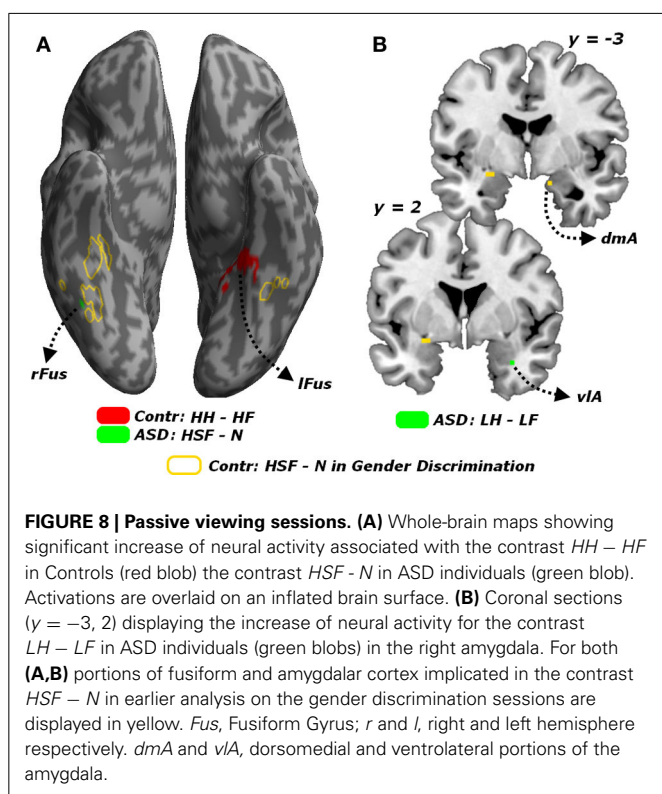 A
B
y = -3
y = 2
dmA
rFus
lFus
vlA
Contr: HH - HF
ASD: HSF - N
ASD: LH - LF
Contr: HSF - N in Gender Discrimination
FIGURE 8 | Passive viewing sessions. (A) Whole-brain maps showing
significant increase of neural activity associated with the contrast HH – HF
in Controls (red blob) the contrast HSF - N in ASD individuals (green blob).
Activations are overlaid on an inflated brain surface. (B) Coronal sections
(y = −3, 2) displaying the increase of neural activity for the contrast
LH – LF in ASD individuals (green blobs) in the right amygdala. For both
(A,B) portions of fusiform and amygdalar cortex implicated in the contrast
HSF – N in earlier analysis on the gender discrimination sessions are
displayed in yellow. Fus, Fusiform Gyrus; r and l, right and left hemisphere
respectively. dmA and vlA, dorsomedial and ventrolateral portions of the
amygdala.